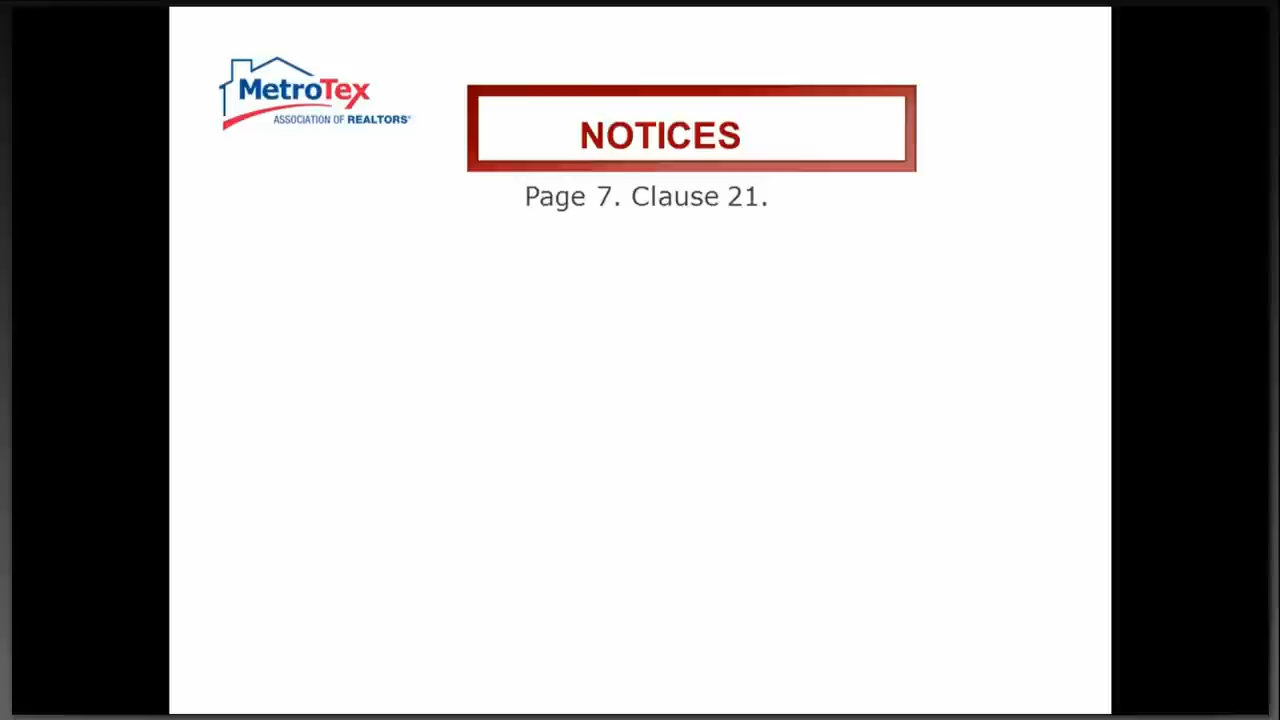 MetroTex
ASSOCIATION OF REALTORS®
NOTICES
Page 7. Clause 21.